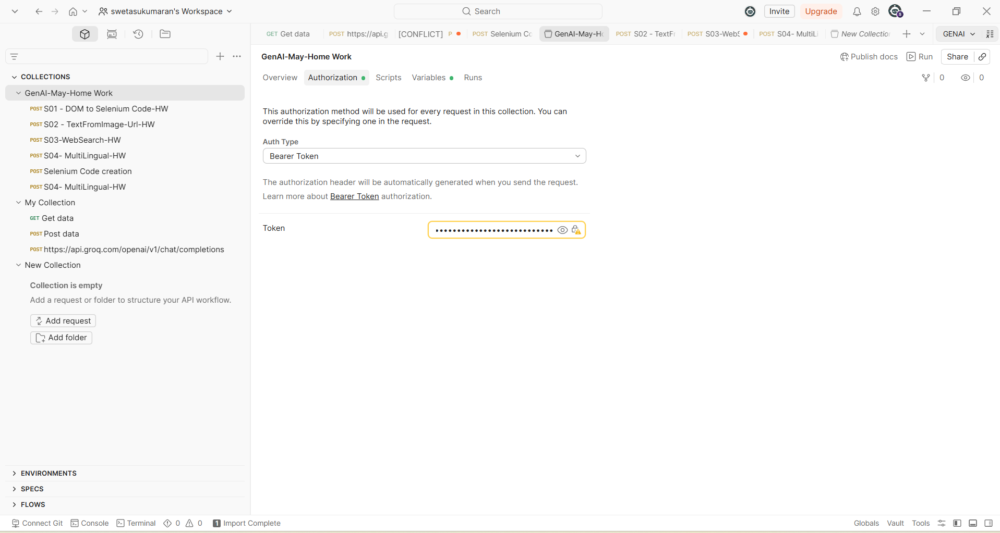 swetasukumaran's Workspace
Search
Invite
Upgrade
GET Get data
POST https://api.g
[CONFLICT] P
POST Selenium Cc
GenAI-May-Ho
POST S02 - TextFr
POST S03-WebS
POST S04- MultiLi
New Collection
GENAI
COLLECTIONS
GenAI-May-Home Work
POST S01 - DOM to Selenium Code-HW
POST S02 - TextFromImage-Url-HW
POST S03-WebSearch-HW
POST S04- MultiLingual-HW
POST Selenium Code creation
POST S04- MultiLingual-HW
My Collection
GET Get data
POST Post data
POST https://api.groq.com/openai/v1/chat/completions
New Collection
Collection is empty
Add a request or folder to structure your API workflow.
Add request
Add folder
ENVIRONMENTS
SPECS
FLOWS
GenAI-May-Home Work
Publish docs
Run
Share
Overview
Authorization
Scripts
Variables
Runs
0
0
This authorization method will be used for every request in this collection. You can
override this by specifying one in the request.
Auth Type
Bearer Token
The authorization header will be automatically generated when you send the request.
Learn more about Bearer Token authorization.
Token
Connect Git
Console
Terminal
0
0
1 Import Complete
Globals
Vault
Tools